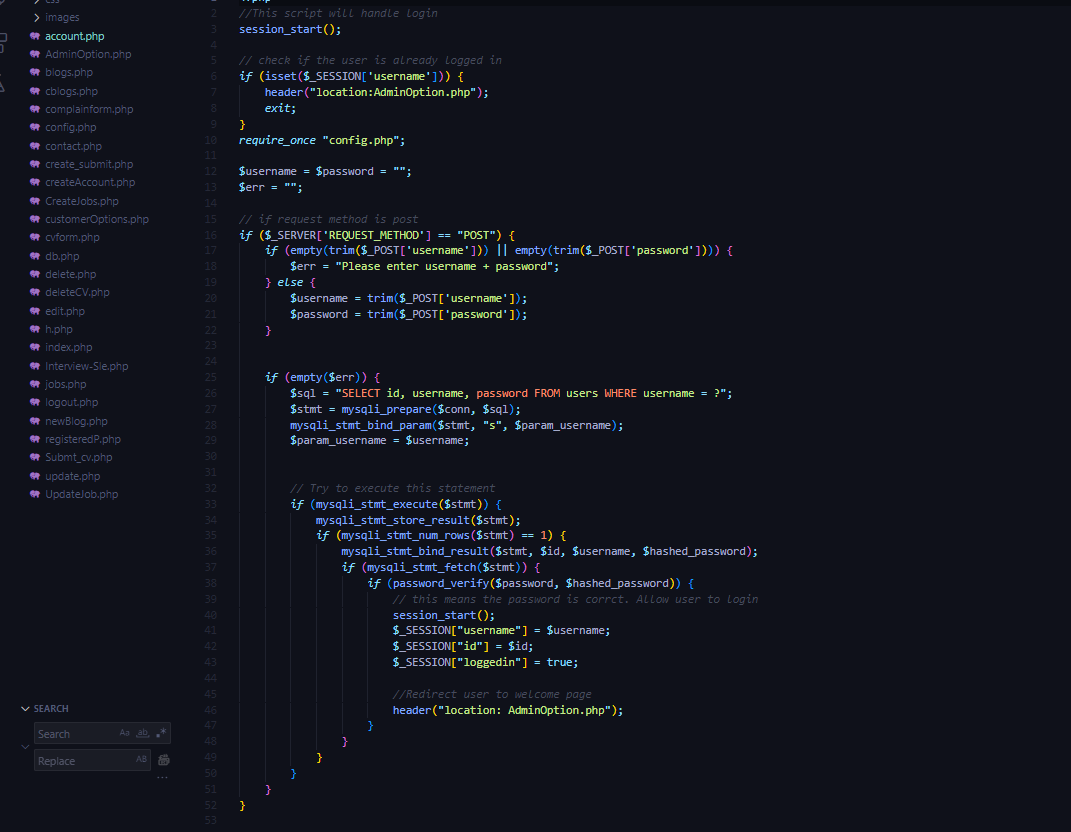 css
images
account.php
AdminOption.php
blogs.php
cblogs.php
complainform.php
config.php
contact.php
create_submit.php
createAccount.php
CreateJobs.php
customerOptions.php
cvform.php
db.php
delete.php
deleteCV.php
edit.php
h.php
index.php
Interview-Sle.php
jobs.php
logout.php
newBlog.php
registeredP.php
Submt_cv.php
update.php
UpdateJob.php
SEARCH
Search Aa ab
Replace AB
...
2 //This script will handle login
3 session_start();
4
5 // check if the user is already logged in
6 if (isset($_SESSION['username'])) {
7 header("location:AdminOption.php");
8 exit;
9 }
10 require_once "config.php";
11
12 $username = $password = "";
13 $err = "";
14
15 // if request method is post
16 if ($_SERVER['REQUEST_METHOD'] == "POST") {
17 if (empty(trim($_POST['username'])) || empty(trim($_POST['password']))) {
18 $err = "Please enter username + password";
19 } else {
20 $username = trim($_POST['username']);
21 $password = trim($_POST['password']);
22 }
23
24
25 if (empty($err)) {
26 $sql = "SELECT id, username, password FROM users WHERE username = ?";
27 $stmt = mysqli_prepare($conn, $sql);
28 mysqli_stmt_bind_param($stmt, "s", $param_username);
29 $param_username = $username;
30
31
32 // Try to execute this statement
33 if (mysqli_stmt_execute($stmt)) {
34 mysqli_stmt_store_result($stmt);
35 if (mysqli_stmt_num_rows($stmt) == 1) {
36 mysqli_stmt_bind_result($stmt, $id, $username, $hashed_password);
37 if (mysqli_stmt_fetch($stmt)) {
38 if (password_verify($password, $hashed_password)) {
39 // this means the password is corrct. Allow user to login
40 session_start();
41 $_SESSION["username"] = $username;
42 $_SESSION["id"] = $id;
43 $_SESSION["loggedin"] = true;
44
45 //Redirect user to welcome page
46 header("location: AdminOption.php");
47 }
48 }
49 }
50 }
51 }
52 }
53